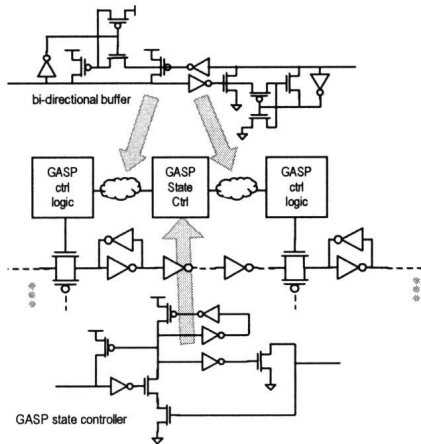 bi-directional buffer
GASP
ctrl
logic
GASP
State
Ctrl
GASP
ctrl
logic
GASP state controller